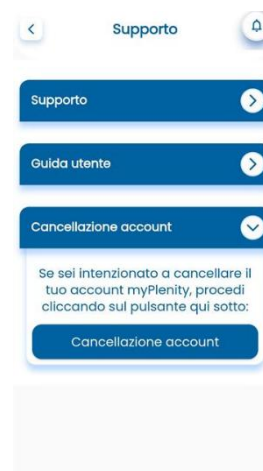 Supporto
Supporto
Guida utente
Cancellazione account
Se sei intenzionato a cancellare il
tuo account myPlenity, procedi
cliccando sul pulsante qui sotto:
Cancellazione account